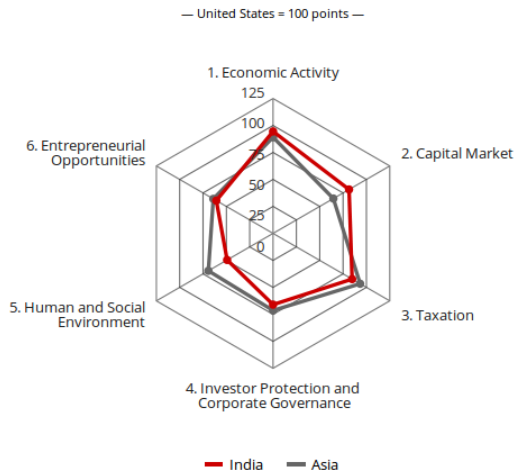 — United States = 100 points —
1. Economic Activity
125
100
75
50
25
0
2. Capital Market
3. Taxation
4. Investor Protection and
Corporate Governance
5. Human and Social
Environment
6. Entrepreneurial
Opportunities
India
Asia